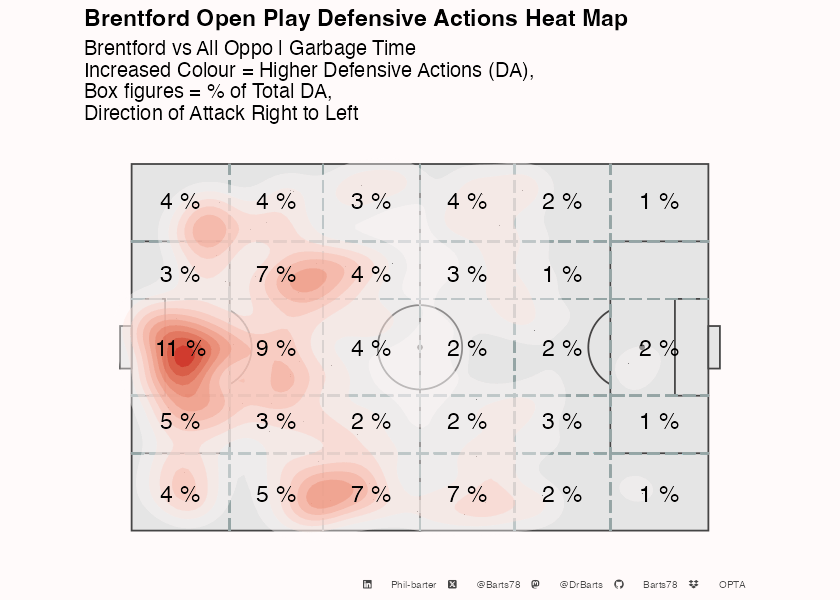 Brentford Open Play Defensive Actions Heat Map
Brentford vs All Oppo | Garbage Time
Increased Colour = Higher Defensive Actions (DA),
Box figures = % of Total DA,
Direction of Attack Right to Left
4 % 4 % 3 % 4 % 2 % 1 %
3 % 7 % 4 % 3 % 1 %
11 % 9 % 4 % 2 % 2 % 2 %
5 % 3 % 2 % 2 % 3 % 1 %
4 % 5 % 7 % 7 % 2 % 1 %
Phil-barter @Barts78 @DrBarts Barts78 OPTA